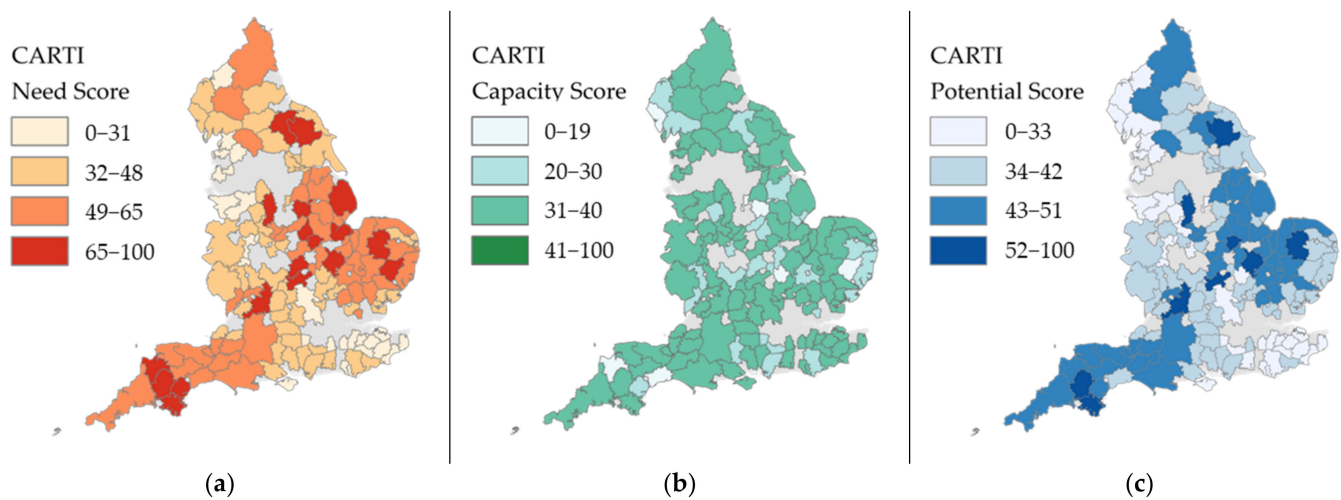 CARTI
Need Score
0–31
32–48
49–65
65–100
(a)
CARTI
Capacity Score
0–19
20–30
31–40
41–100
(b)
CARTI
Potential Score
0–33
34–42
43–51
52–100
(c)